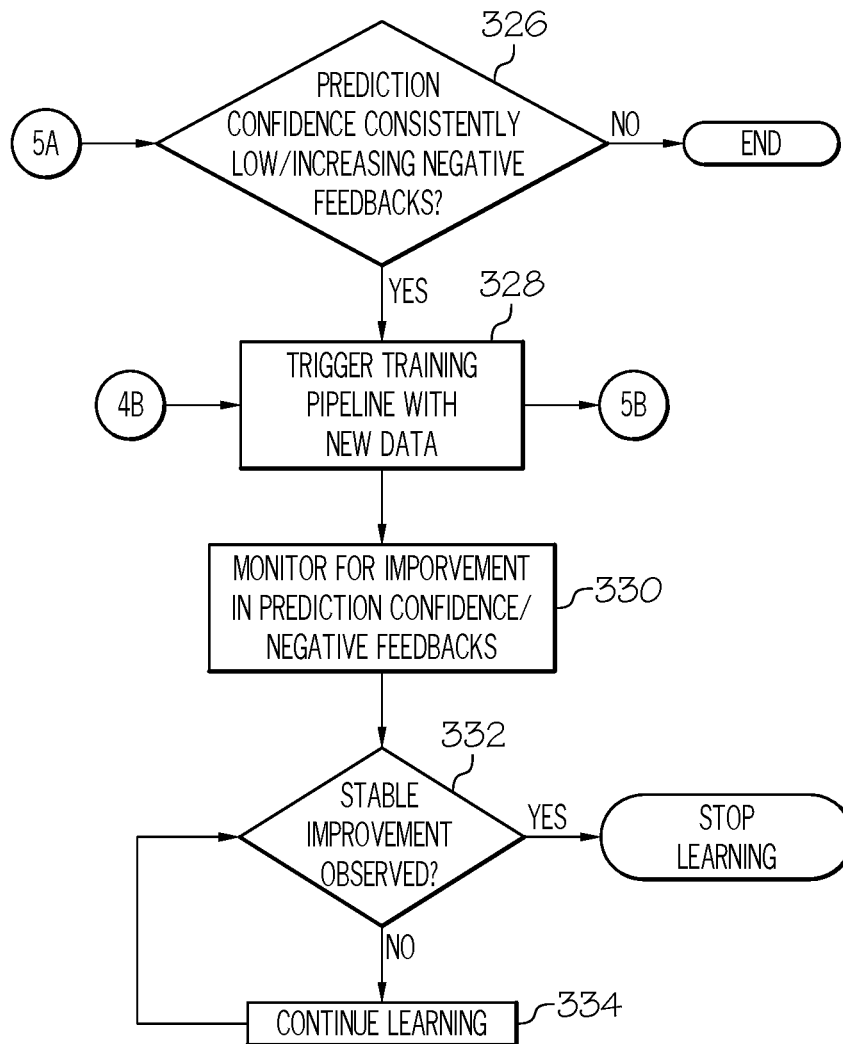 326
PREDICTION
CONFIDENCE CONSISTENTLY
LOW/INCREASING NEGATIVE
FEEDBACKS?
5A
NO
END
YES
328
TRIGGER TRAINING
PIPELINE WITH
NEW DATA
4B
5B
MONITOR FOR IMPORVEMENT
IN PREDICTION CONFIDENCE/
NEGATIVE FEEDBACKS
330
332
STABLE
IMPROVEMENT
OBSERVED?
YES
STOP
LEARNING
NO
CONTINUE LEARNING
334